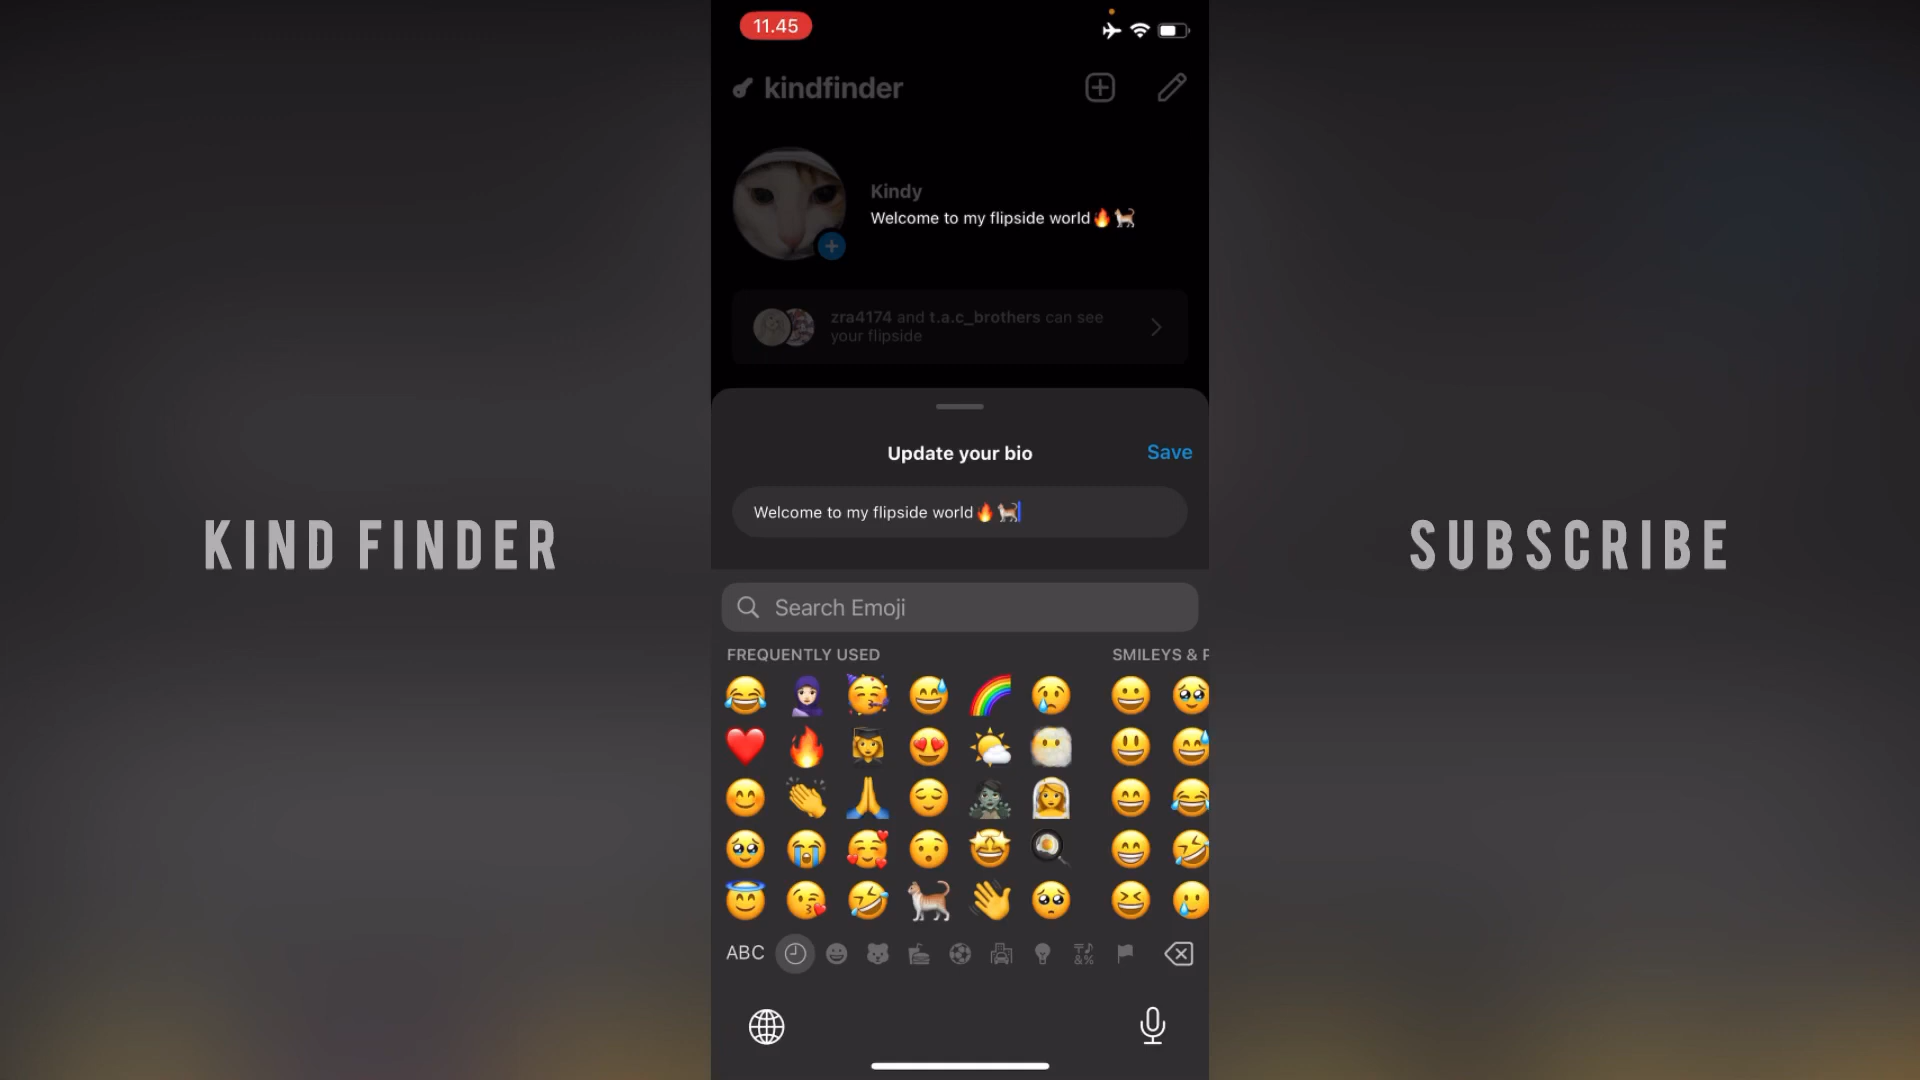 11.45
kindfinder
Kindy
Welcome to my flipside world🔥🐈
zra4174 and t.a.c_brothers can see
your flipside
Update your bio
Save
Welcome to my flipside world🔥🐈
KIND FINDER
SUBSCRIBE
Search Emoji
FREQUENTLY USED
SMILEYS & P
ABC